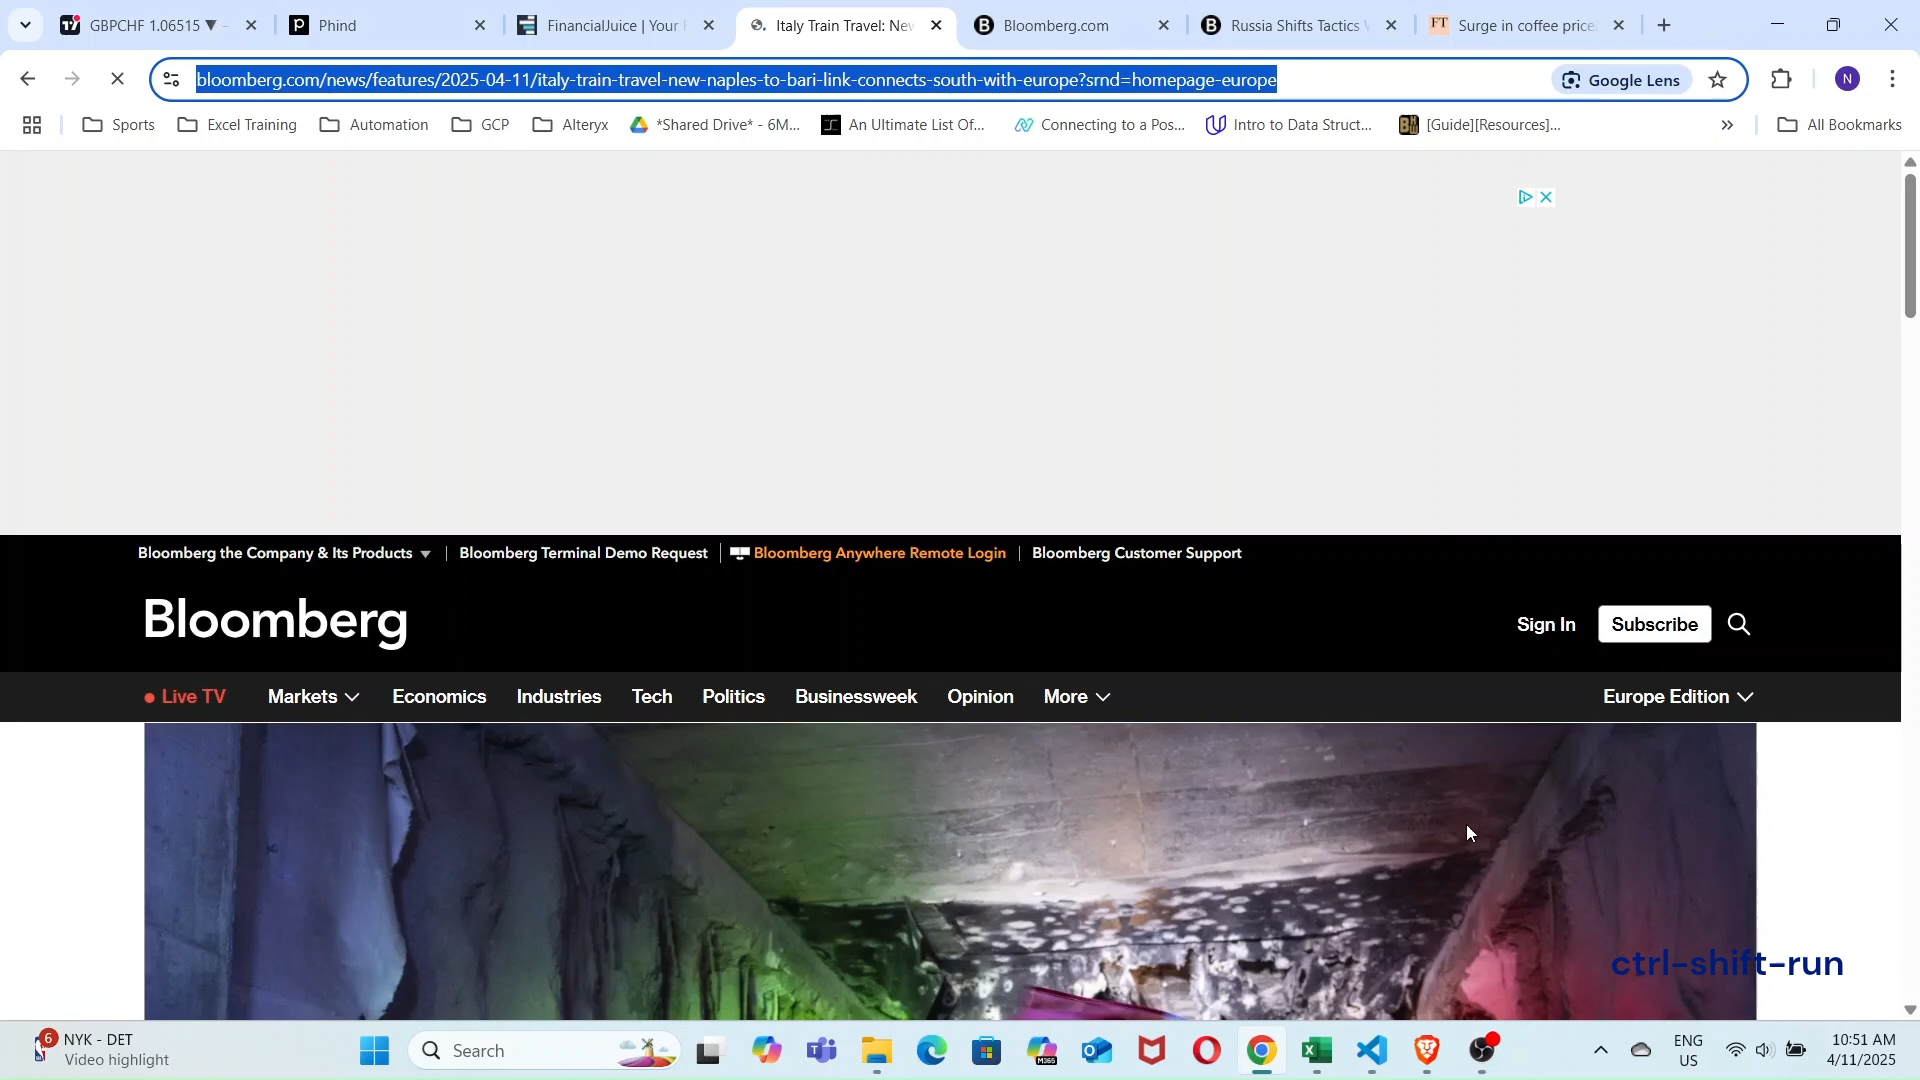 GBPCHF 1.06515 ▼ -
Phind
FinancialJuice | Your F
Italy Train Travel: Nev
Bloomberg.com
Russia Shifts Tactics
Surge in coffee price
bloomberg.com/news/features/2025-04-11/italy-train-travel-new-naples-to-bari-link-connects-south-with-europe?srnd=homepage-europe
Google Lens
N
Sports
Excel Training
Automation
GCP
Alteryx
*Shared Drive* - 6M...
An Ultimate List Of...
Connecting to a Pos...
Intro to Data Struct...
[Guide][Resources]...
»
All Bookmarks
Bloomberg the Company & Its Products ▼
Bloomberg Terminal Demo Request
Bloomberg Anywhere Remote Login
Bloomberg Customer Support
Bloomberg
Sign In
Subscribe
Live TV
Markets
Economics
Industries
Tech
Politics
Businessweek
Opinion
More
Europe Edition
ctrl-shift-run
6
NYK - DET
Video highlight
Search
ENG
US
10:51 AM
4/11/2025